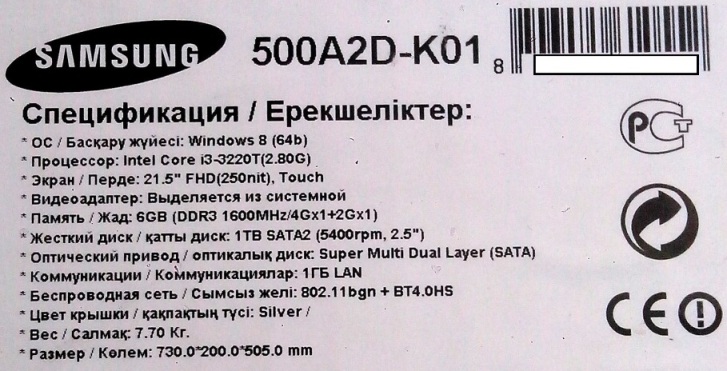 SAMSUNG 500A2D-K01
8
Спецификация / Ерекшеліктер:
* ОС / Басқару жүйесі: Windows 8 (64b)
* Процессор: Intel Core i3-3220T(2.80G)
* Экран / Перде: 21.5" FHD(250nit), Touch
* Видеоадаптер: Выделяется из системной
* Память / Жад: 6GB (DDR3 1600MHz/4Gx1+2Gx1)
* Жесткий диск / қатты диск: 1TB SATA2 (5400rpm, 2.5")
* Оптический привод / оптикалық диск: Super Multi Dual Layer (SATA)
* Коммуникации / Коммуникациялар: 1ГБ LAN
* Беспроводная сеть / Сымсыз желі: 802.11bgn + BT4.0HS
* Цвет крышки / қақпақтың түсі: Silver /
* Вес / Салмақ: 7.70 Кг.
* Размер / Көлем: 730.0*200.0*505.0 mm
РСТ
CE